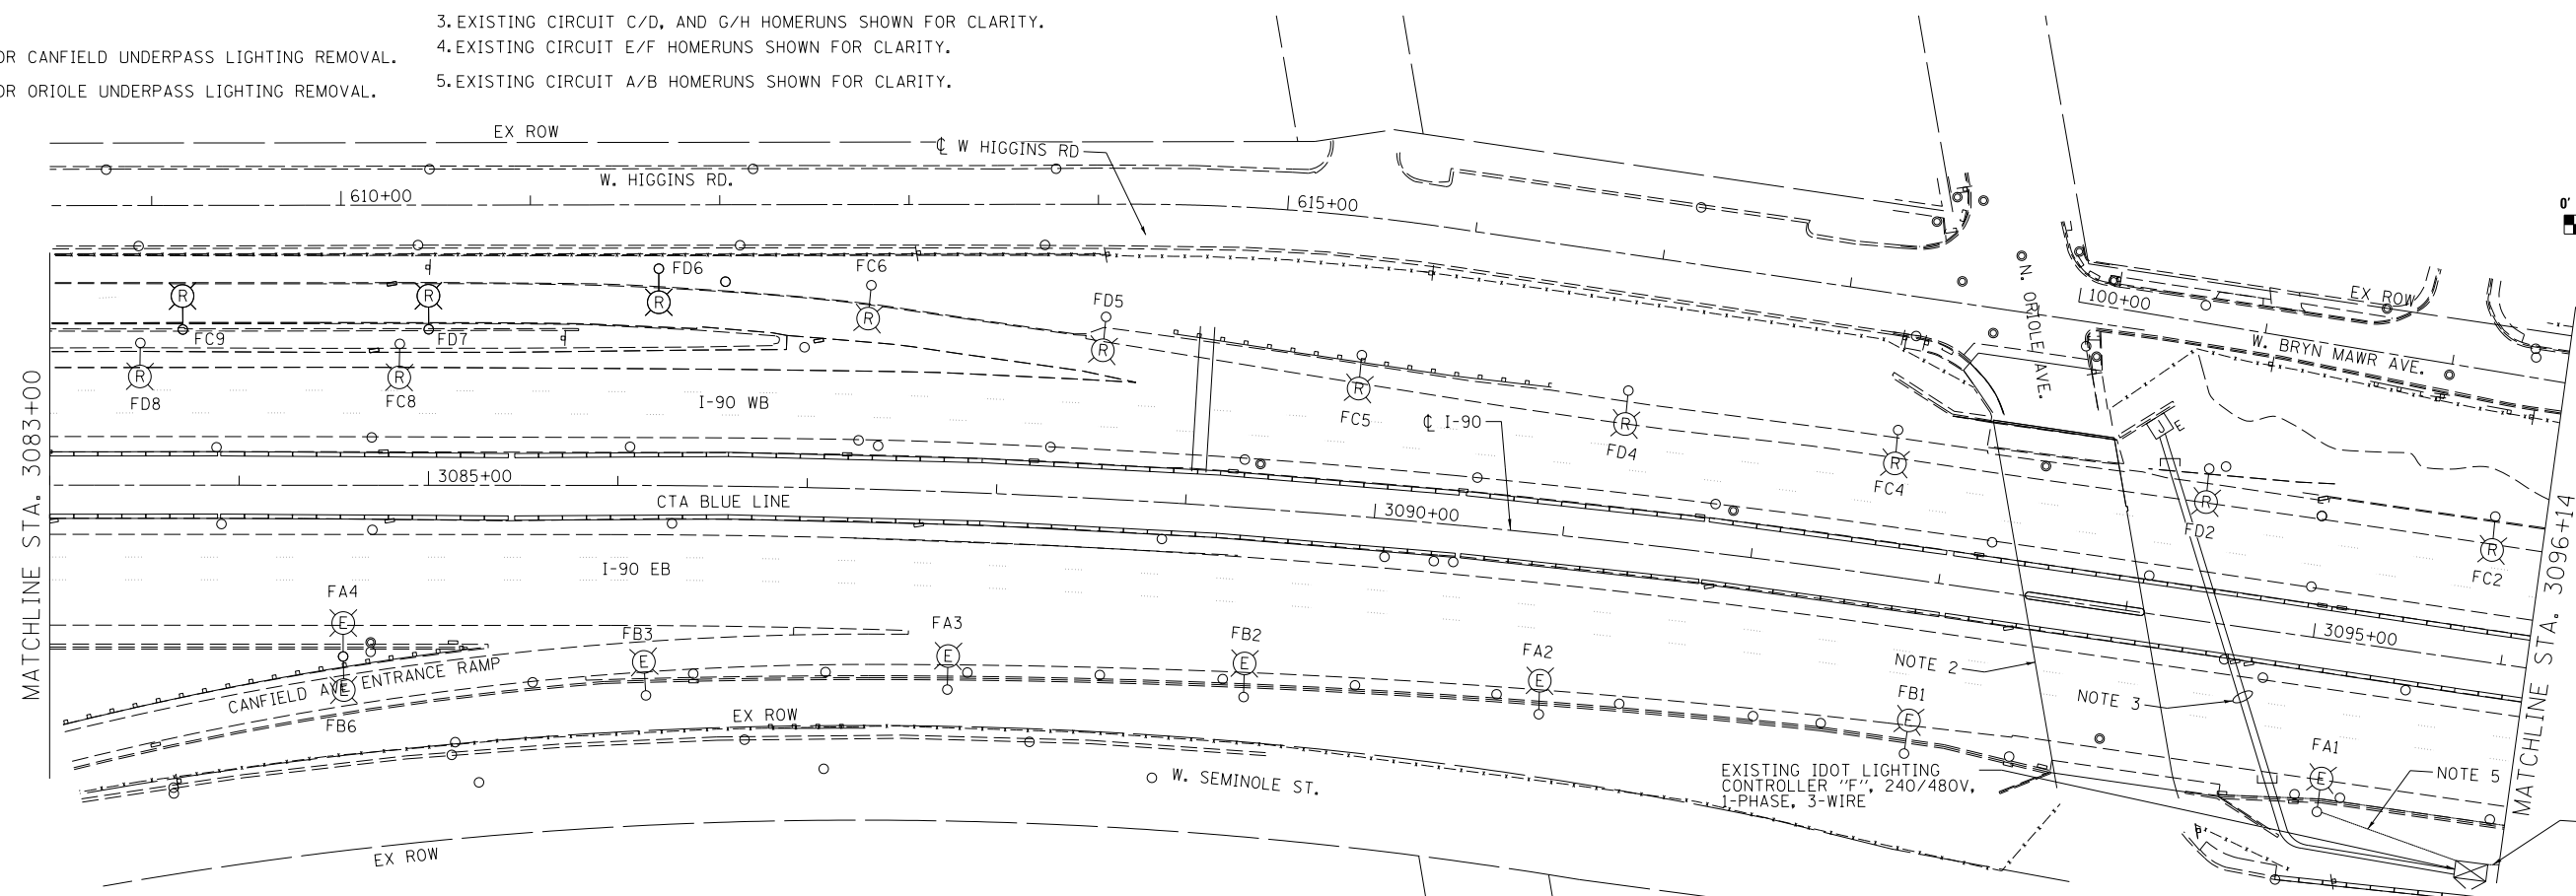 3. EXISTING CIRCUIT C/D, AND G/H HOMERUNS SHOWN FOR CLARITY.
OR CANFIELD UNDERPASS LIGHTING REMOVAL.
4. EXISTING CIRCUIT E/F HOMERUNS SHOWN FOR CLARITY.
OR ORIOLE UNDERPASS LIGHTING REMOVAL.
5. EXISTING CIRCUIT A/B HOMERUNS SHOWN FOR CLARITY.
EX ROW
℄ W HIGGINS RD
W. HIGGINS RD.
610+00
615+00
0'
N. ORIOLE AVE.
100+00
EX ROW
W. BRYN MAWR AVE.
FD6
FC6
FD5
R
R
R
R
R
FC9
FD7
R
R
FD8
FC8
I-90 WB
R
FC5
℄ I-90
R
FD4
R
FC4
J
E
R
FD2
R
FC2
MATCHLINE STA. 3083+00
3085+00
CTA BLUE LINE
3090+00
3095+00
MATCHLINE STA. 3096+14
I-90 EB
FA4
E
FB3
E
FA3
E
FB2
E
FA2
E
NOTE 2
NOTE 3
FB1
E
CANFIELD AVE ENTRANCE RAMP
E
FB6
EX ROW
FA1
E
NOTE 5
W. SEMINOLE ST.
EXISTING IDOT LIGHTING
CONTROLLER "F", 240/480V,
1-PHASE, 3-WIRE
EX ROW